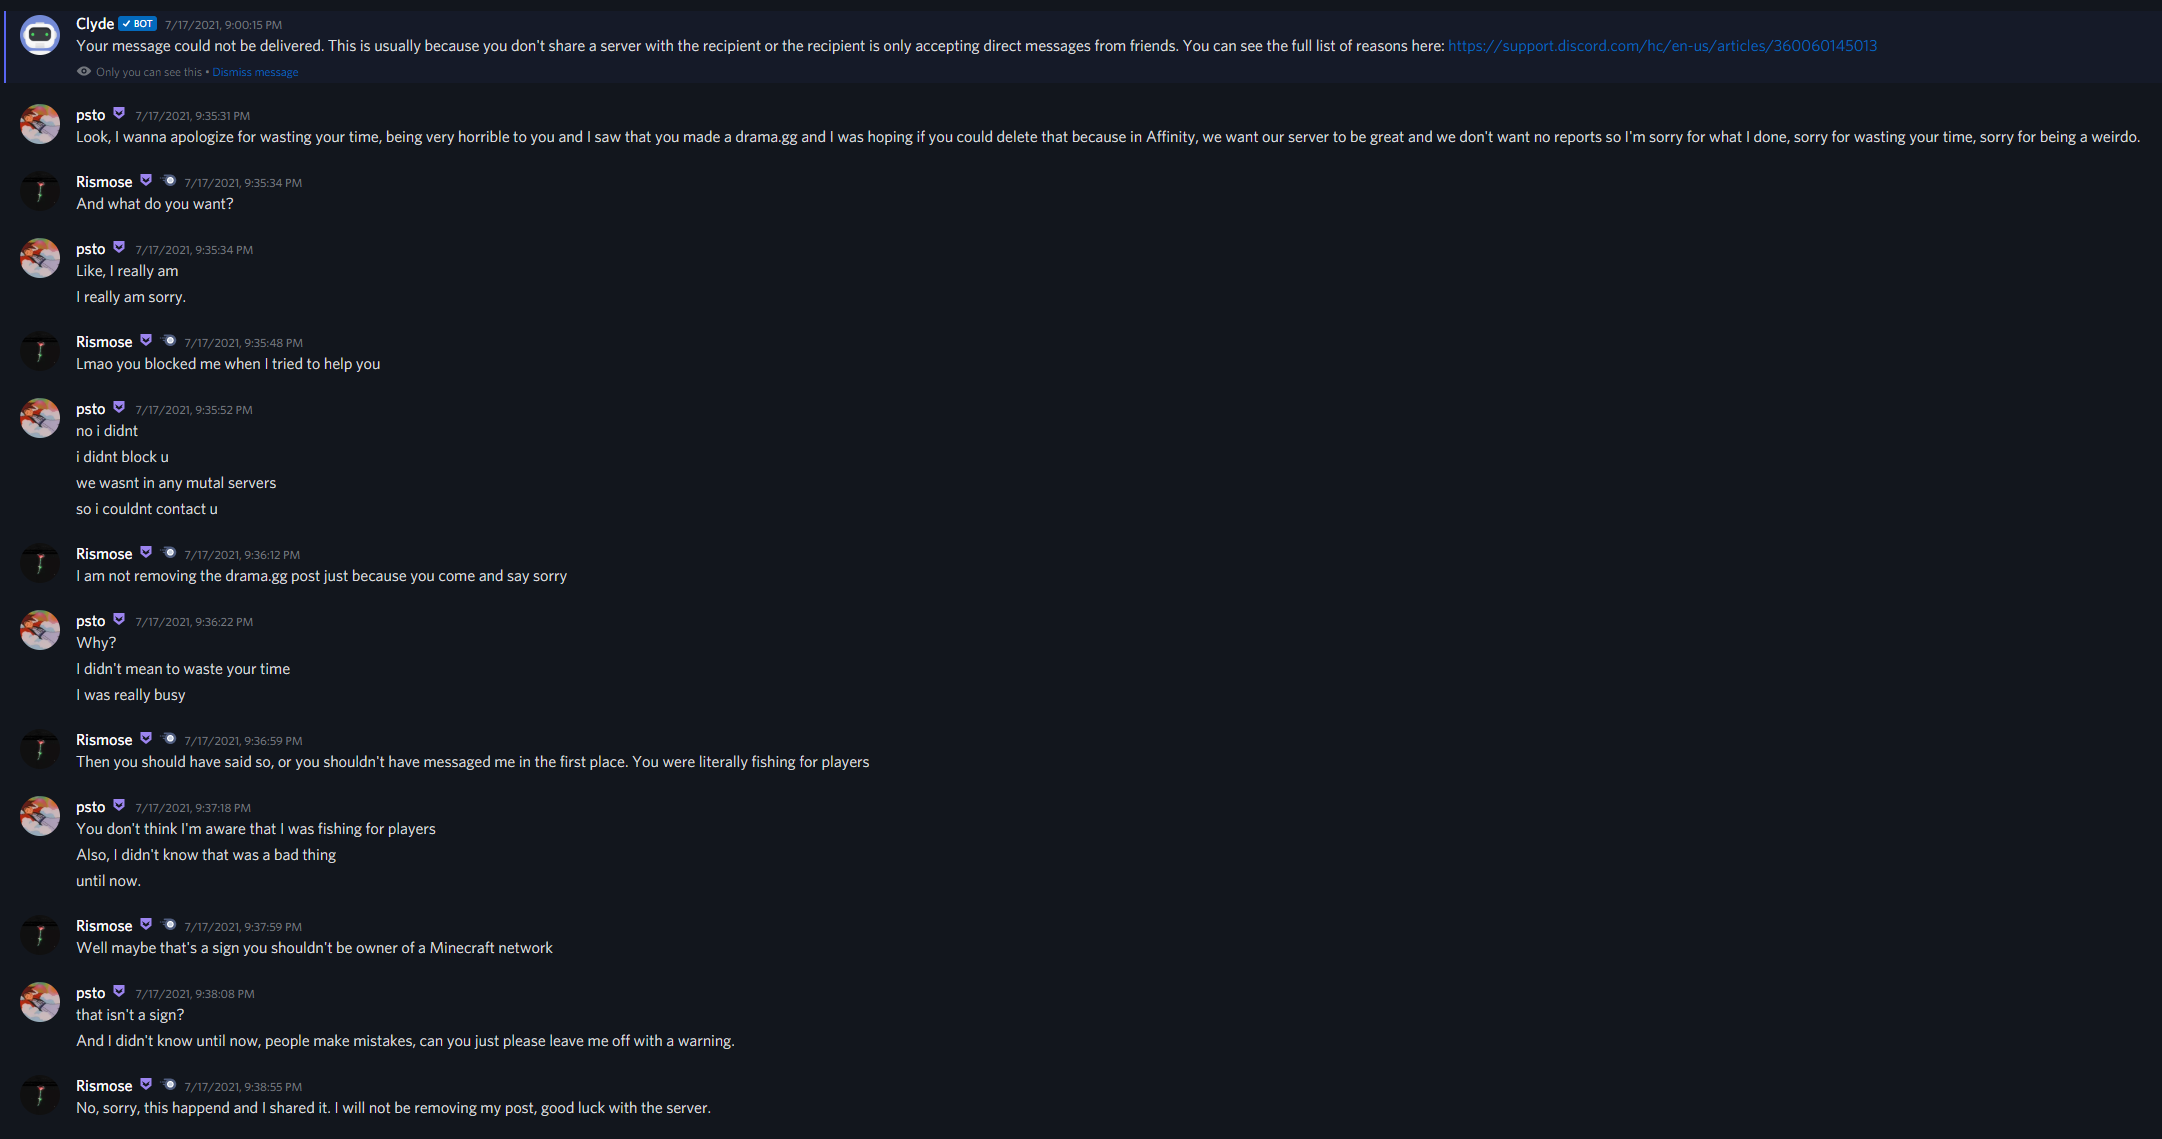 Clyde BOT 7/17/2021, 9:00:15 PM
Your message could not be delivered. This is usually because you don't share a server with the recipient or the recipient is only accepting direct messages from friends. You can see the full list of reasons here: https://support.discord.com/hc/en-us/articles/360060145013
Only you can see this • Dismiss message
psto 7/17/2021, 9:35:31 PM
Look, I wanna apologize for wasting your time, being very horrible to you and I saw that you made a drama.gg and I was hoping if you could delete that because in Affinity, we want our server to be great and we don't want no reports so I'm sorry for what I done, sorry for wasting your time, sorry for being a weirdo.
Rismose 7/17/2021, 9:35:34 PM
And what do you want?
psto 7/17/2021, 9:35:34 PM
Like, I really am
I really am sorry.
Rismose 7/17/2021, 9:35:48 PM
Lmao you blocked me when I tried to help you
psto 7/17/2021, 9:35:52 PM
no i didnt
i didnt block u
we wasnt in any mutal servers
so i couldnt contact u
Rismose 7/17/2021, 9:36:12 PM
I am not removing the drama.gg post just because you come and say sorry
psto 7/17/2021, 9:36:22 PM
Why?
I didn't mean to waste your time
I was really busy
Rismose 7/17/2021, 9:36:59 PM
Then you should have said so, or you shouldn't have messaged me in the first place. You were literally fishing for players
psto 7/17/2021, 9:37:18 PM
You don't think I'm aware that I was fishing for players
Also, I didn't know that was a bad thing
until now.
Rismose 7/17/2021, 9:37:59 PM
Well maybe that's a sign you shouldn't be owner of a Minecraft network
psto 7/17/2021, 9:38:08 PM
that isn't a sign?
And I didn't know until now, people make mistakes, can you just please leave me off with a warning.
Rismose 7/17/2021, 9:38:55 PM
No, sorry, this happend and I shared it. I will not be removing my post, good luck with the server.